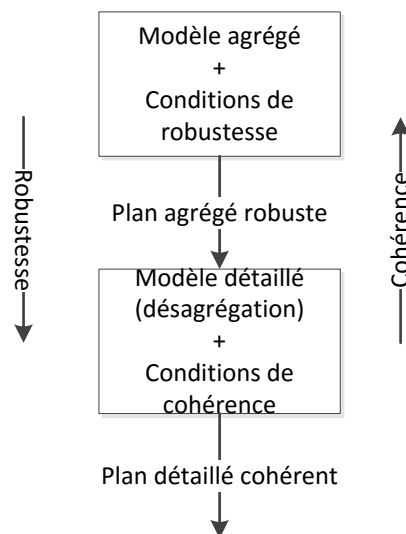 Modèle agrégé
+
Conditions de
robustesse
Robustesse
Cohérence
Plan agrégé robuste
Modèle détaillé
(désagrégation)
+
Conditions de
cohérence
Plan détaillé cohérent